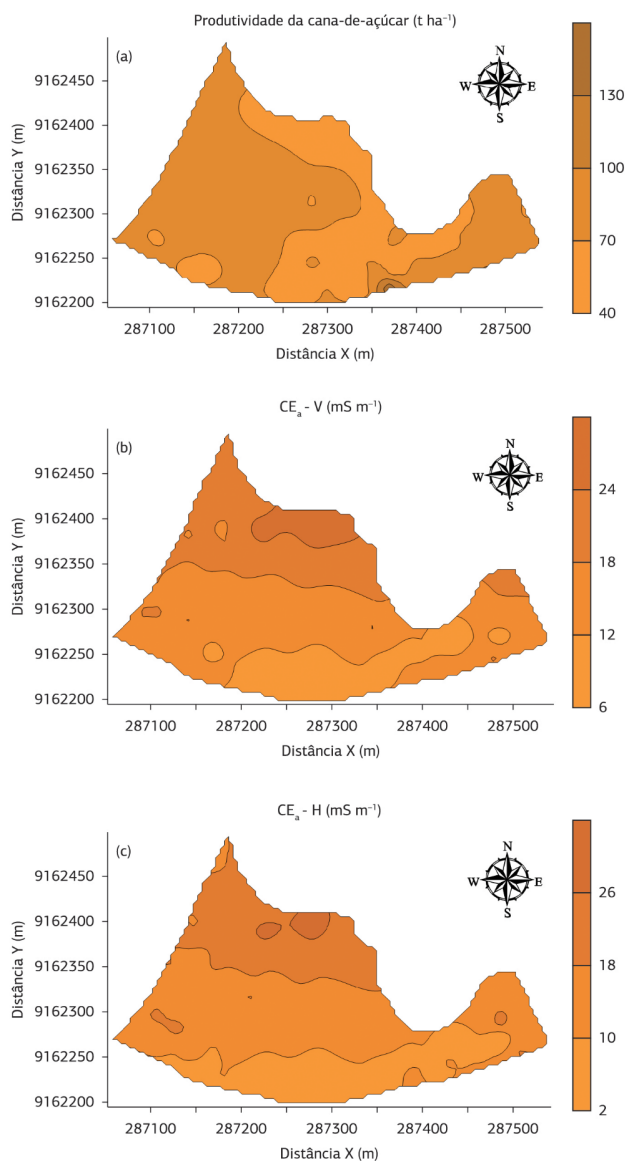 Produtividade da cana-de-açúcar (t ha⁻¹)
(a)
N
W E
S
9162450
9162400
9162350
9162300
9162250
9162200
Distância Y (m)
130
100
70
40
287100 287200 287300 287400 287500
Distância X (m)
CEₐ - V (mS m⁻¹)
(b)
N
W E
S
9162450
9162400
9162350
9162300
9162250
9162200
Distância Y (m)
24
18
12
6
287100 287200 287300 287400 287500
Distância X (m)
CEₐ - H (mS m⁻¹)
(c)
N
W E
S
9162450
9162400
9162350
9162300
9162250
9162200
Distância Y (m)
26
18
10
2
287100 287200 287300 287400 287500
Distância X (m)